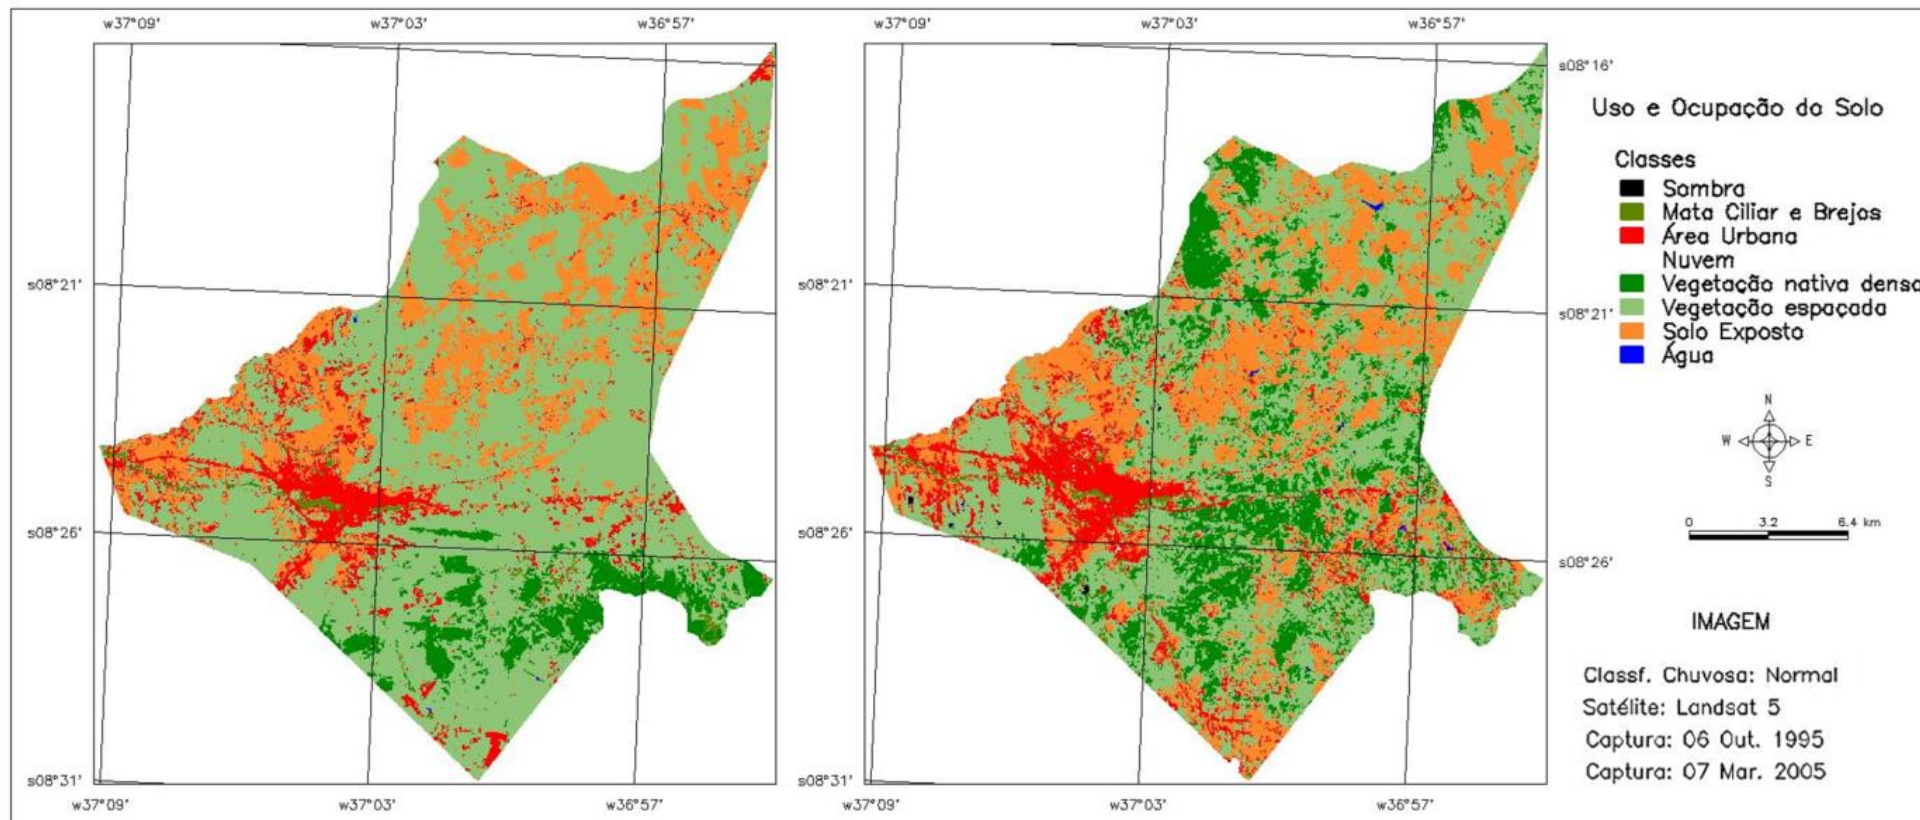 w37°09' w37°03' w36°57' w37°09' w37°03' w36°57'
s08°16'
Uso e Ocupação do Solo
Classes
Sombra
Mata Ciliar e Brejos
Área Urbana
Nuvem
s08°21' Vegetação nativa densa
Vegetação espaçada
s08°21'
Solo Exposto
Água
N
W E
S
0 3.2 6.4 km
s08°26' s08°26'
s08°26'
IMAGEM
Classf. Chuvosa: Normal
Satélite: Landsat 5
Captura: 06 Out. 1995
Captura: 07 Mar. 2005
s08°31' s08°31'
w37°09' w37°03' w36°57' w37°09' w37°03' w36°57'
s08°21'